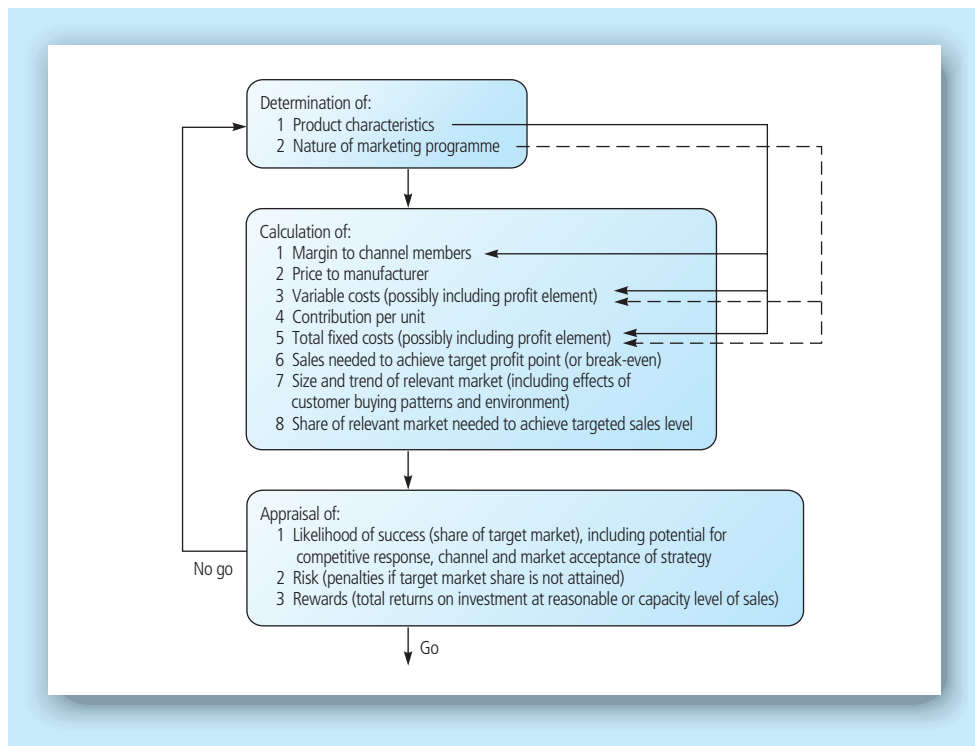 Determination of:
1 Product characteristics
2 Nature of marketing programme
Calculation of:
1 Margin to channel members
2 Price to manufacturer
3 Variable costs (possibly including profit element)
4 Contribution per unit
5 Total fixed costs (possibly including profit element)
6 Sales needed to achieve target profit point (or break-even)
7 Size and trend of relevant market (including effects of
customer buying patterns and environment)
8 Share of relevant market needed to achieve targeted sales level
Appraisal of:
1 Likelihood of success (share of target market), including potential for
competitive response, channel and market acceptance of strategy
2 Risk (penalties if target market share is not attained)
3 Rewards (total returns on investment at reasonable or capacity level of sales)
No go
Go